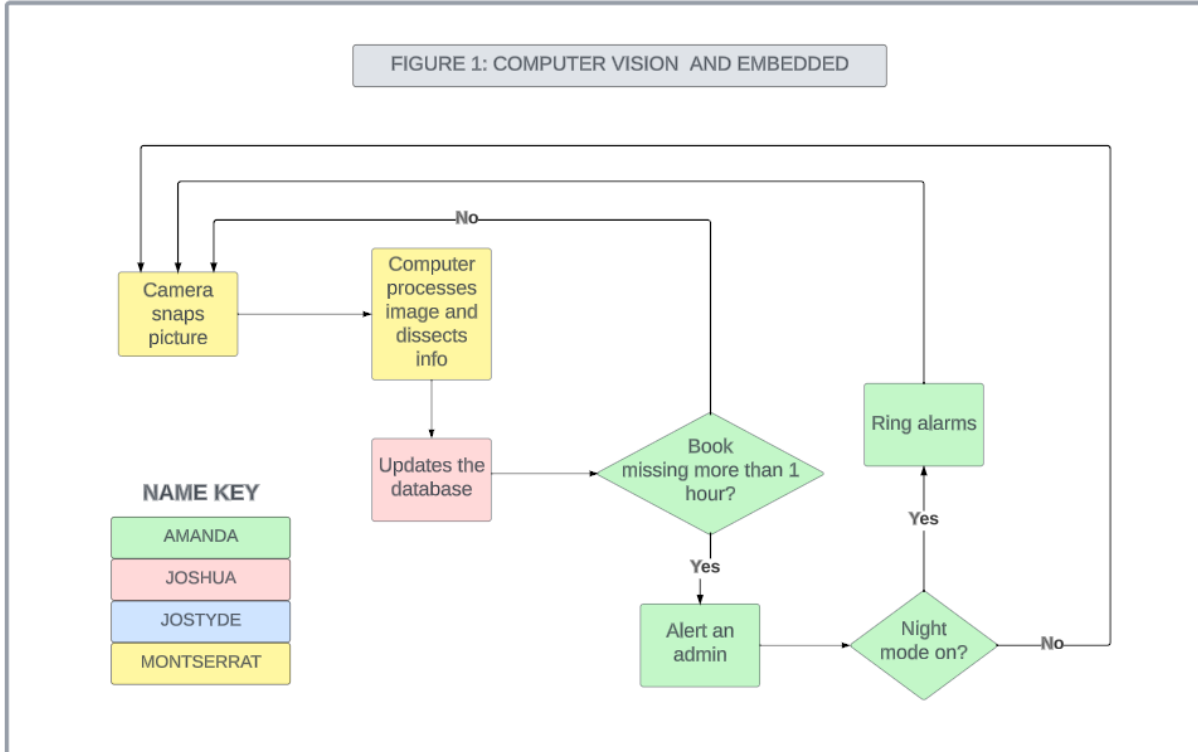 FIGURE 1: COMPUTER VISION AND EMBEDDED
No
Camera
snaps
picture
Computer
processes
image and
dissects
info
Updates the
database
Book
missing more than 1
hour?
Yes
Alert an
admin
Night
mode on?
Yes
Ring alarms
No
NAME KEY
AMANDA
JOSHUA
JOSTYDE
MONTSERRAT